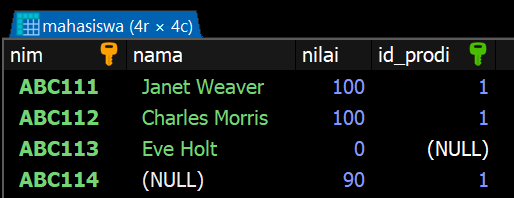 mahasiswa (4r × 4c)
nim nama nilai id_prodi
ABC111 Janet Weaver 100 1
ABC112 Charles Morris 100 1
ABC113 Eve Holt 0 (NULL)
ABC114 (NULL) 90 1